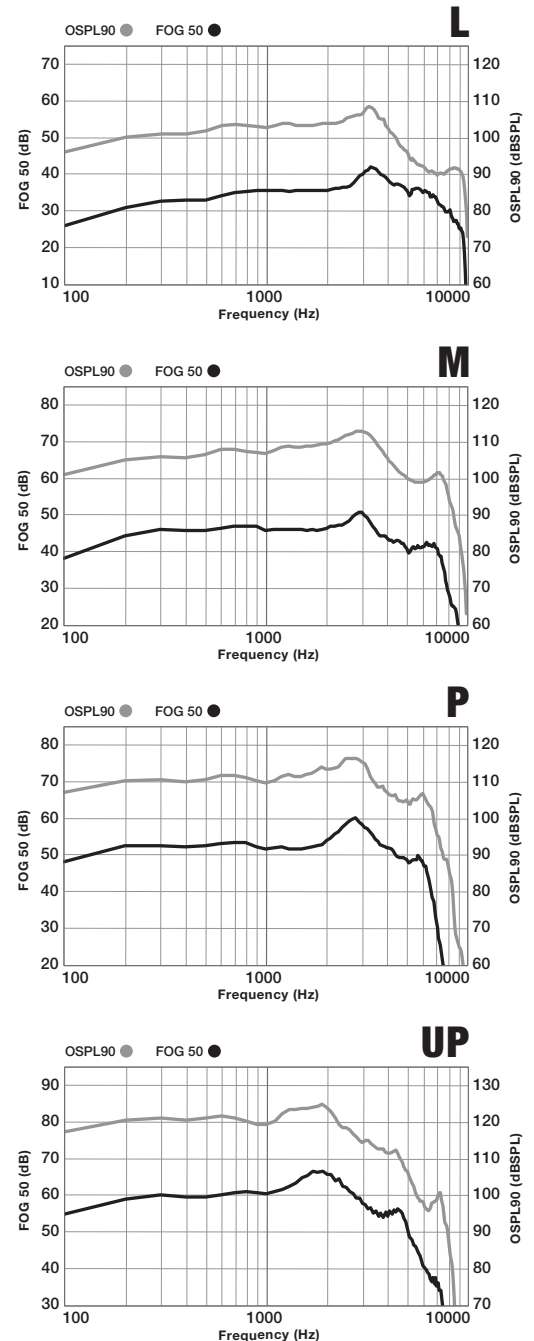 L
OSPL90 FOG 50
70 120
60 110
50 100
40 90
30 80
20 70
10 60
FOG 50 (dB)
OSPL90 (dBSPL)
100 1000 10000
Frequency (Hz)
M
OSPL90 FOG 50
80 120
70 110
60 100
50 90
40 80
30 70
20 60
FOG 50 (dB)
OSPL90 (dBSPL)
100 1000 10000
Frequency (Hz)
P
OSPL90 FOG 50
80 120
70 110
60 100
50 90
40 80
30 70
20 60
FOG 50 (dB)
OSPL90 (dBSPL)
100 1000 10000
Frequency (Hz)
UP
OSPL90 FOG 50
90 130
80 120
70 110
60 100
50 90
40 80
30 70
FOG 50 (dB)
OSPL90 (dBSPL)
100 1000 10000
Frequency (Hz)